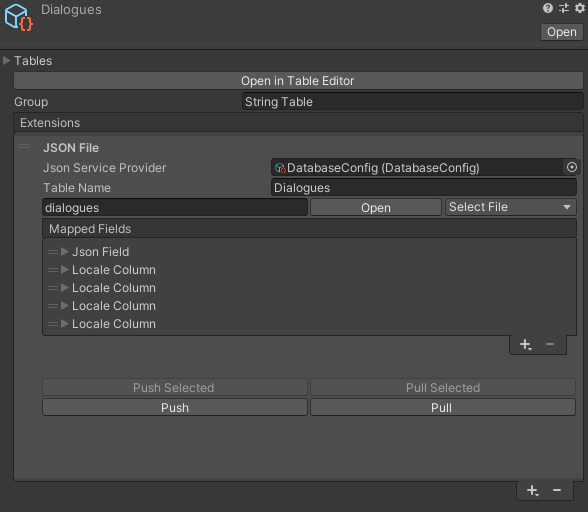 Dialogues
Open
Tables
Open in Table Editor
Group String Table
Extensions
JSON File
Json Service Provider DatabaseConfig (DatabaseConfig)
Table Name Dialogues
dialogues Open Select File
Mapped Fields
Json Field
Locale Column
Locale Column
Locale Column
Locale Column
Push Selected Pull Selected
Push Pull